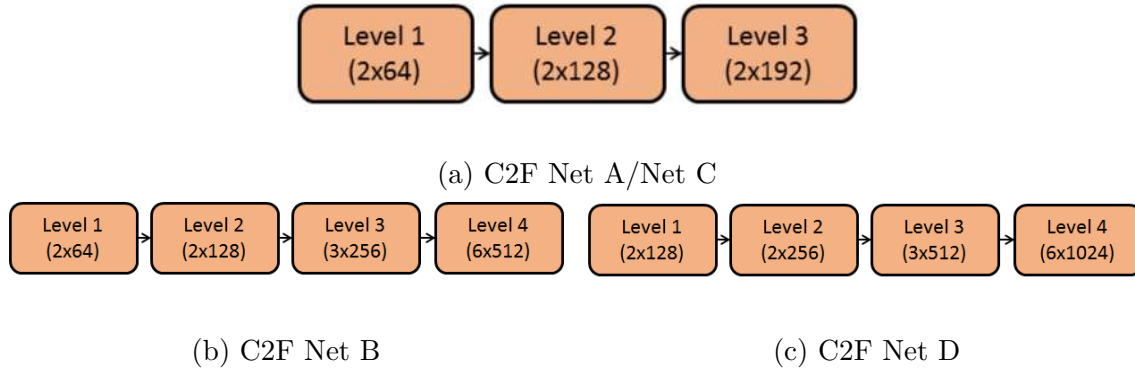 Level 1 Level 2 Level 3
(2x64) (2x128) (2x192)
(a) C2F Net A/Net C
Level 1 Level 2 Level 3 Level 4
(2x64) (2x128) (3x256) (6x512)
Level 1 Level 2 Level 3 Level 4
(2x128) (2x256) (3x512) (6x1024)
(b) C2F Net B
(c) C2F Net D